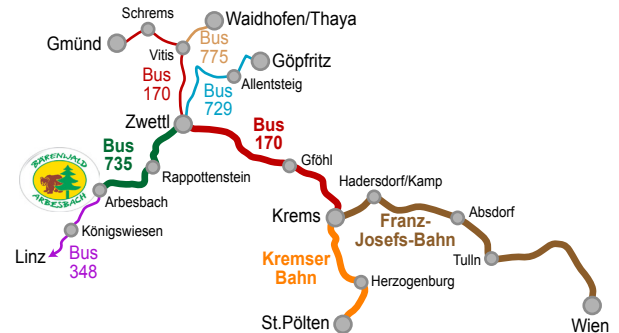 Schrems
Waidhofen/Thaya
Gmünd
Vitis
Bus
775
Göpfritz
Bus
170
Allentsteig
Bus
729
Zwettl
Bus
170
Bus
735
BÄRENWALD
ARBESBACH
Rappottenstein
Gföhl
Arbesbach
Hadersdorf/Kamp
Krems
Franz-
Josefs-Bahn
Absdorf
Königswiesen
Linz
Bus
348
Kremser
Bahn
Tulln
Herzogenburg
St.Pölten
Wien